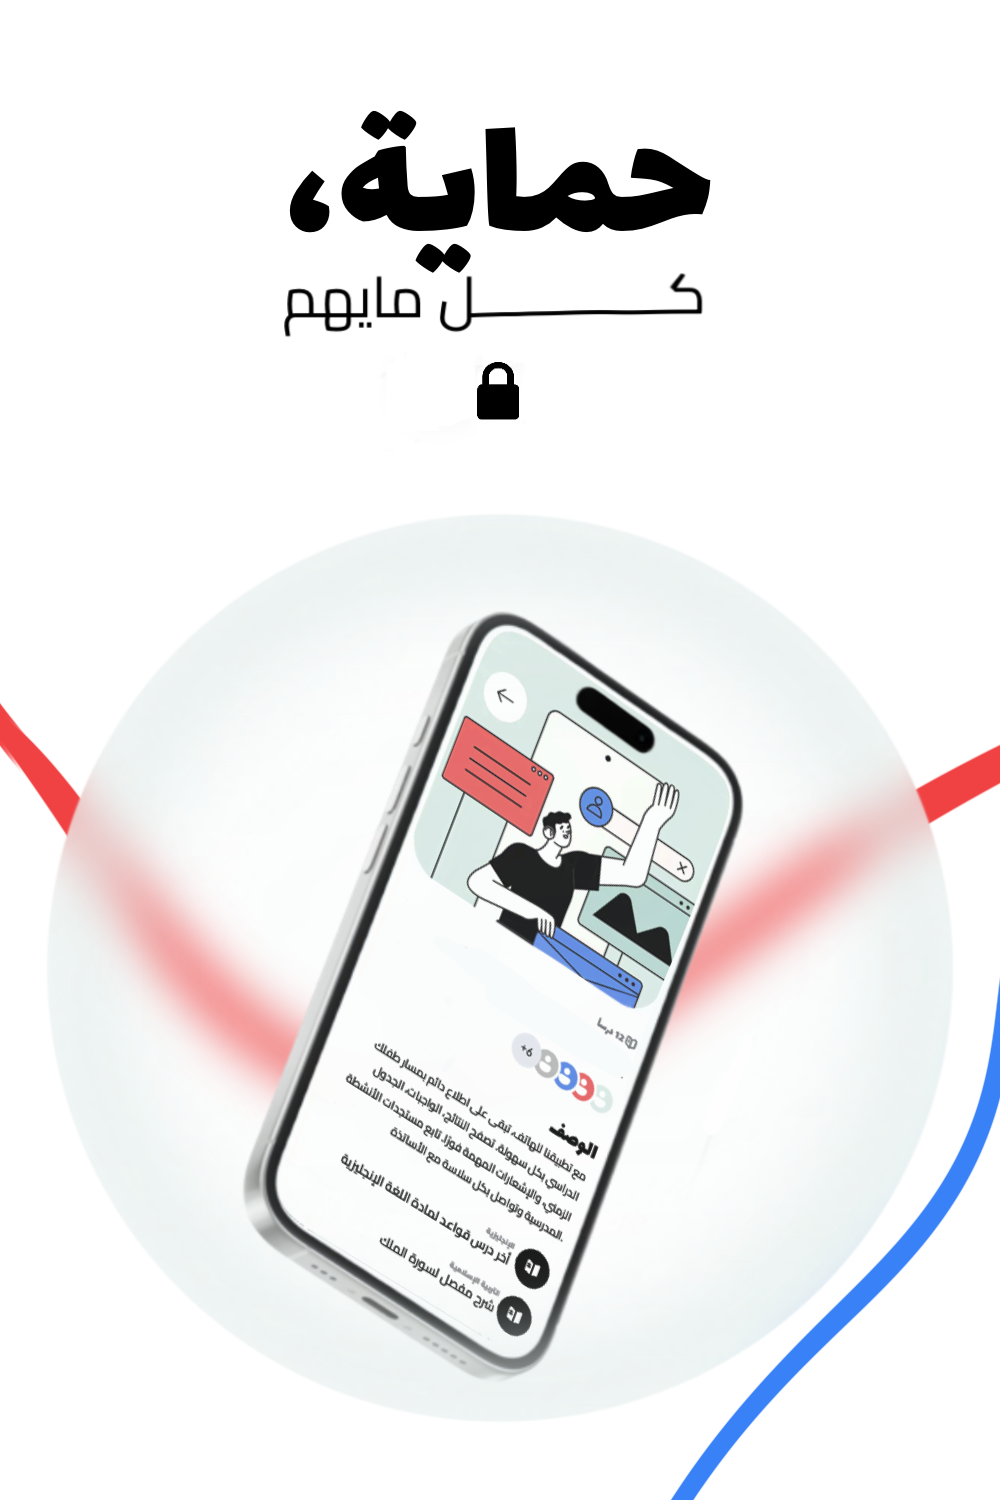 حماية،
كل مايهم
12 درسا
+6
الوصف
مع تطبيقنا للهاتف، تبقى على اطلاع دائم بمسار طفلك
الدراسي بكل سهولة. تصفح النتائج، الواجبات، الجدول
الزمني، والإشعارات المهمة فورًا. تابع مستجدات الأنشطة
المدرسية وتواصل بكل سلاسة مع الأساتذة.
آخر درس قواعد لمادة اللغة الإنجليزية
الإنجليزية
شرح مفصل لسورة الملك
التربية الإسلامية